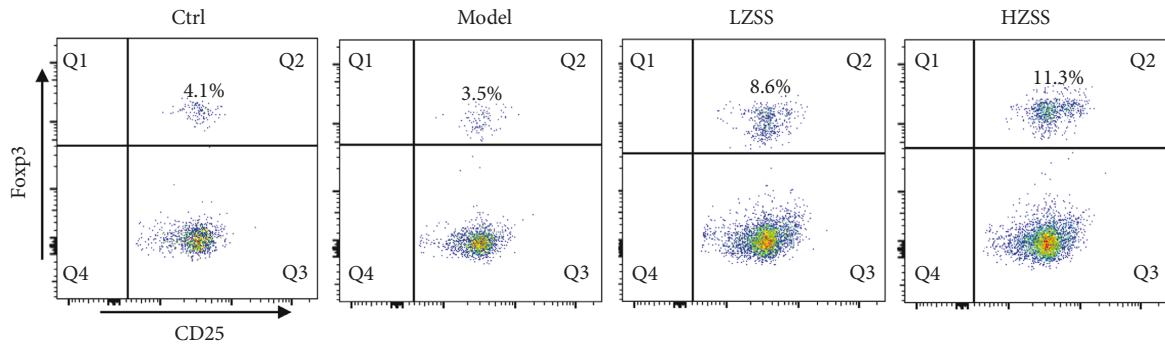 Ctrl
Model
LZSS
HZSS
Q1
Q2
4.1%
Q4
Q3
Q1
Q2
3.5%
Q4
Q3
Q1
Q2
8.6%
Q4
Q3
Q1
Q2
11.3%
Q4
Q3
Foxp3
CD25